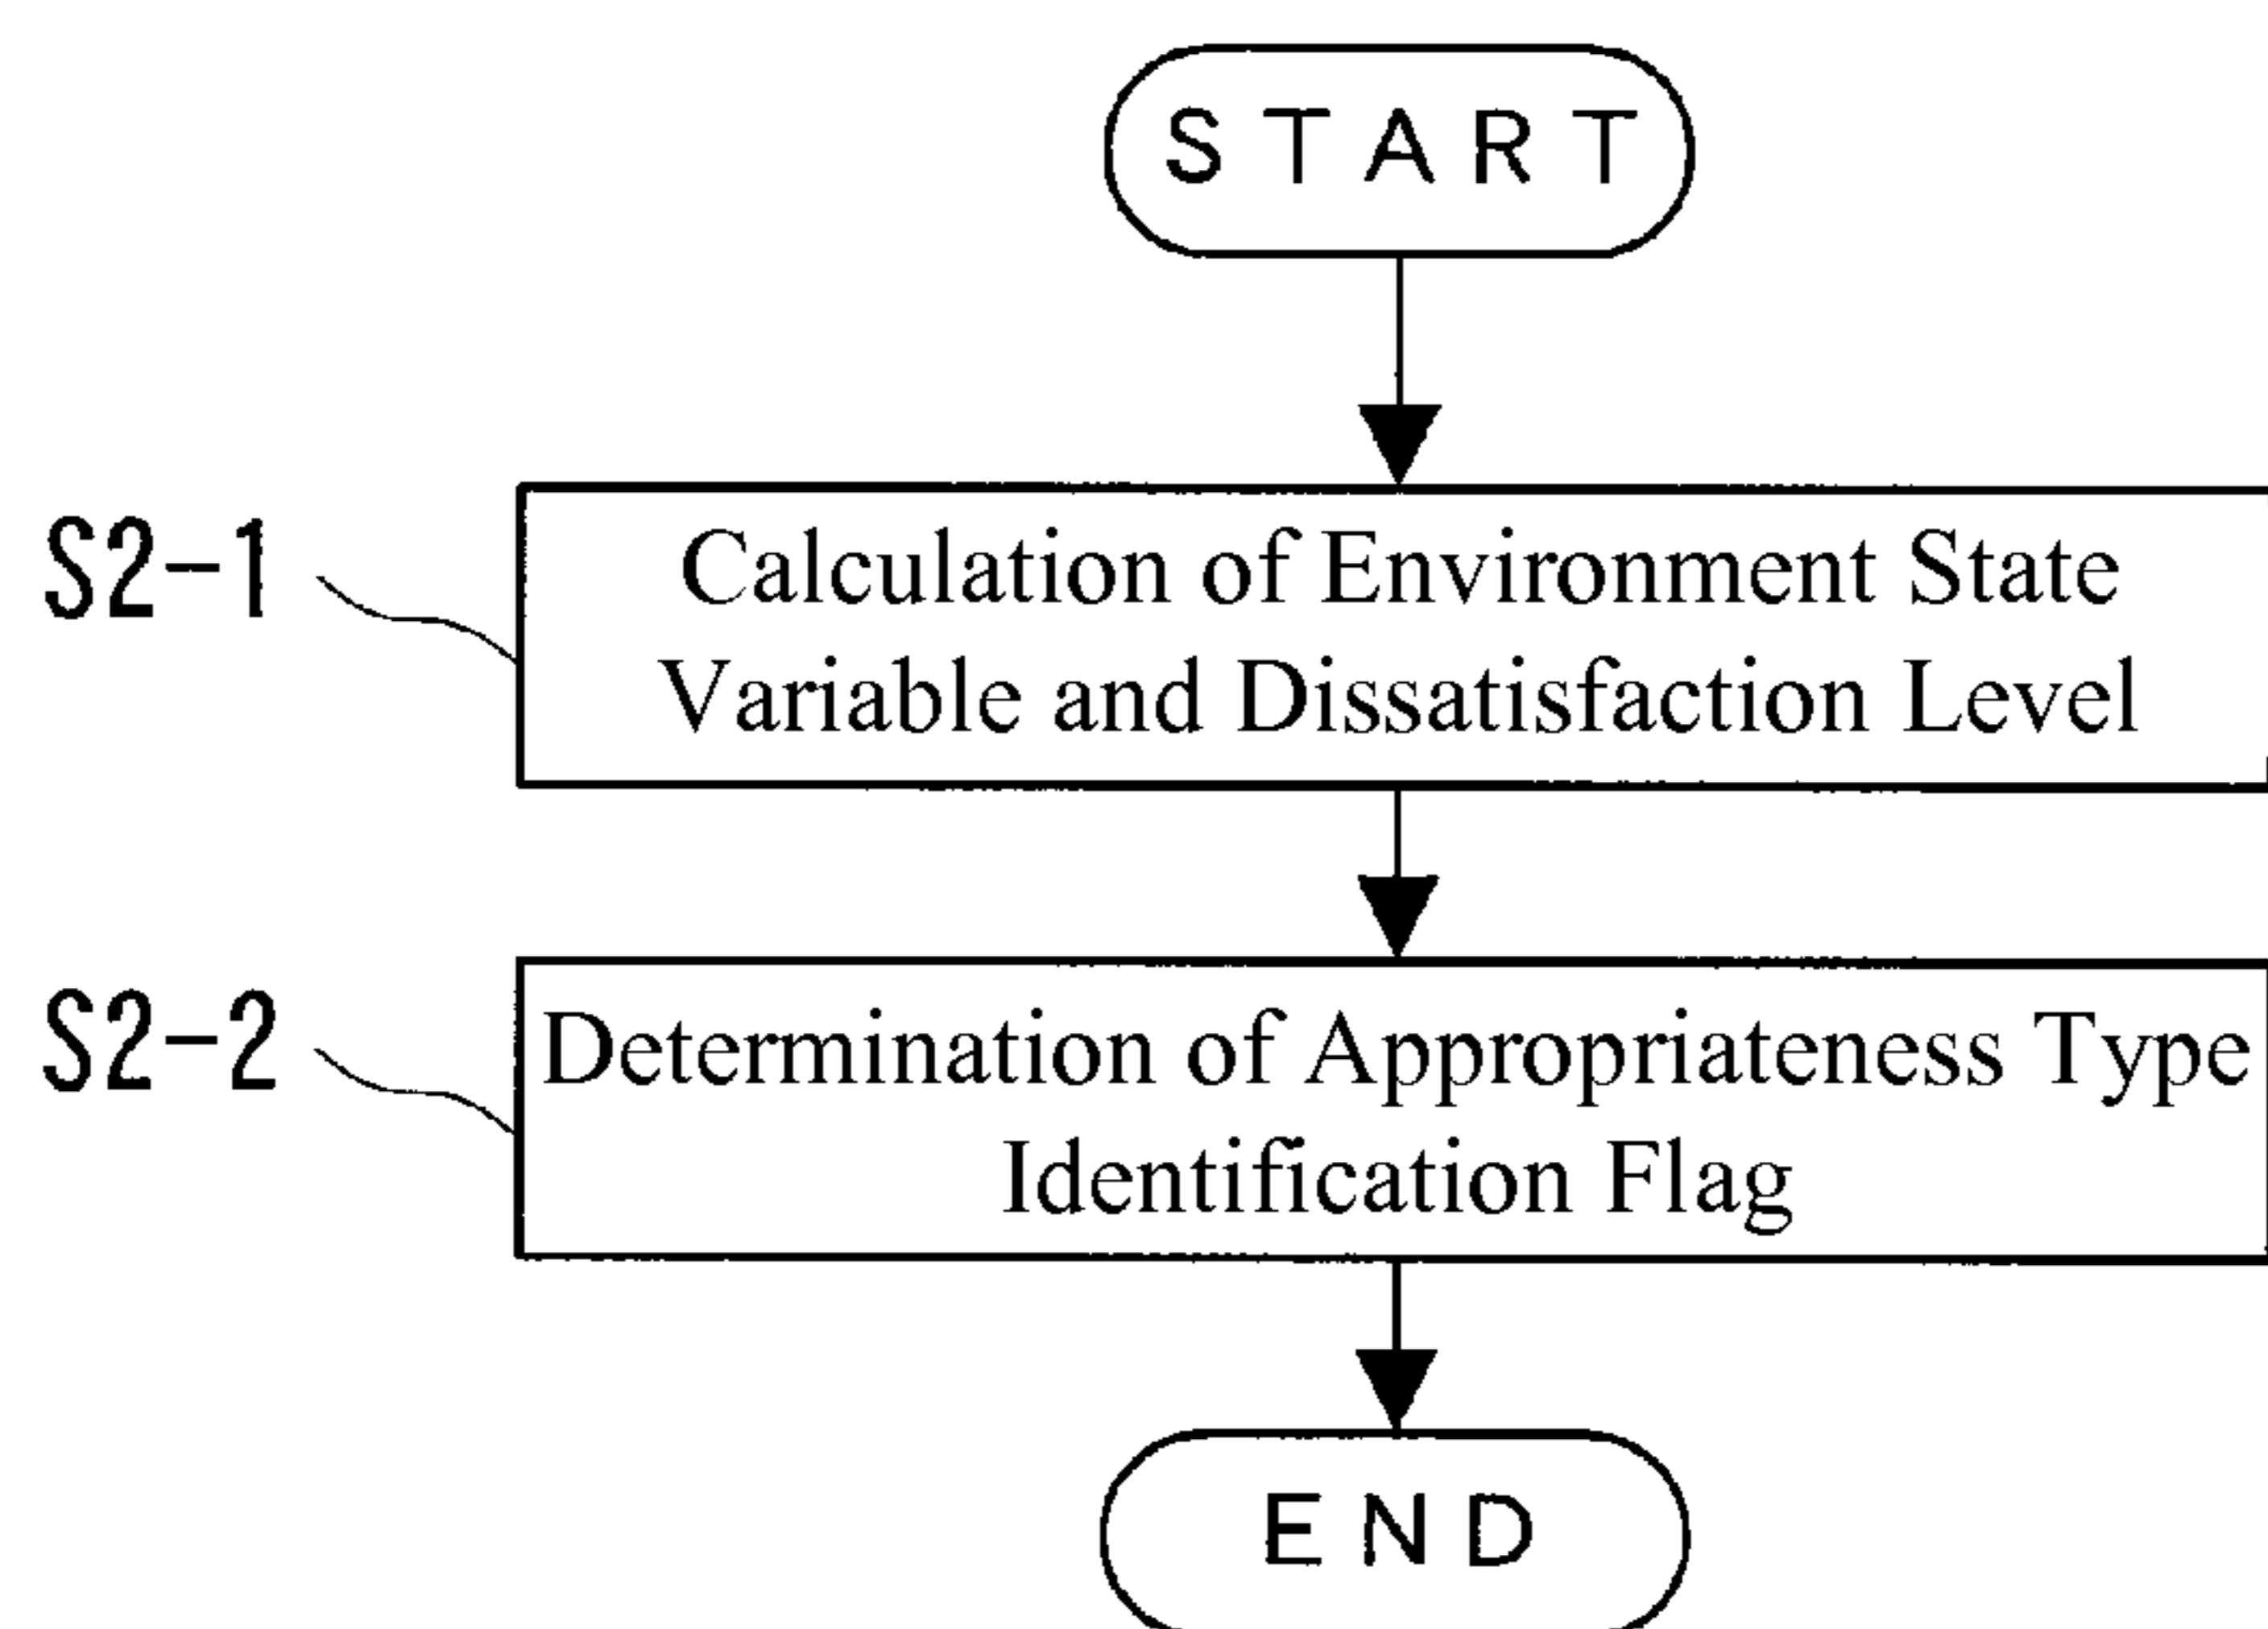 START
S2-1
Calculation of Environment State
Variable and Dissatisfaction Level
S2-2
Determination of Appropriateness Type
Identification Flag
END